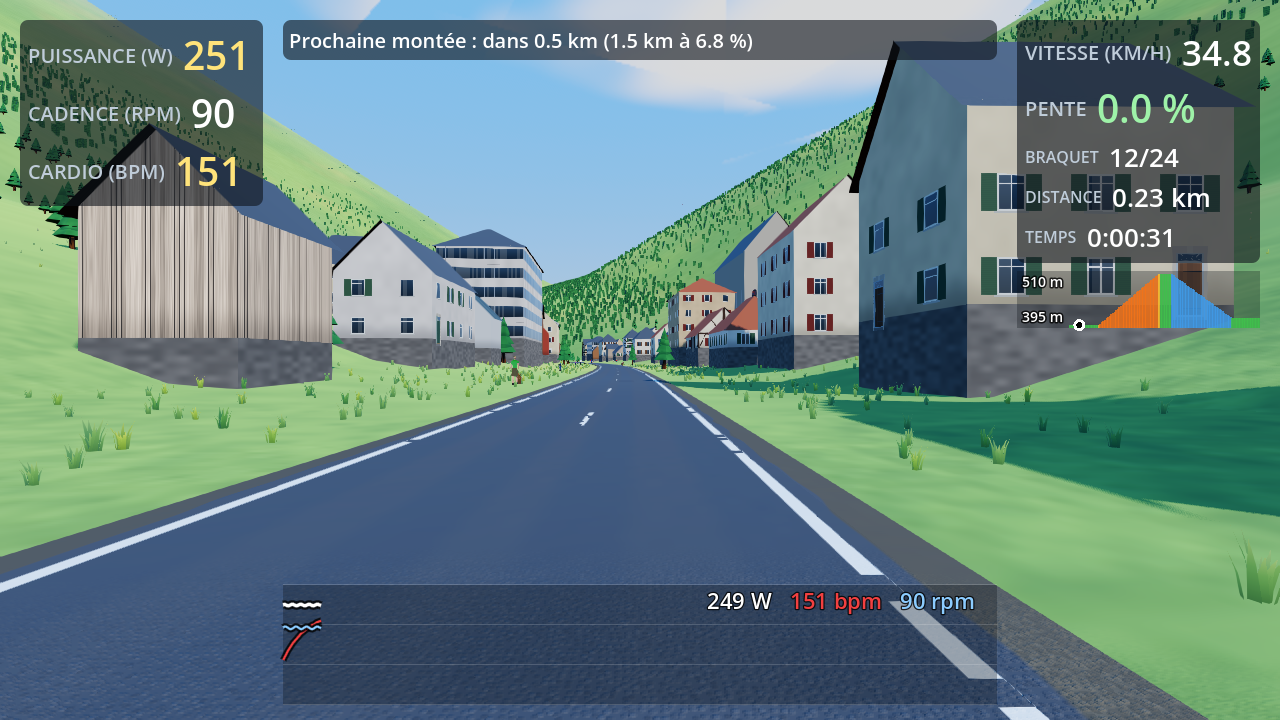 PUISSANCE (W) 251
CADENCE (RPM) 90
CARDIO (BPM) 151
Prochaine montée : dans 0.5 km (1.5 km à 6.8 %)
VITESSE (KM/H) 34.8
PENTE 0.0 %
BRAQUET 12/24
DISTANCE 0.23 km
TEMPS 0:00:31
510 m
395 m
249 W 151 bpm 90 rpm